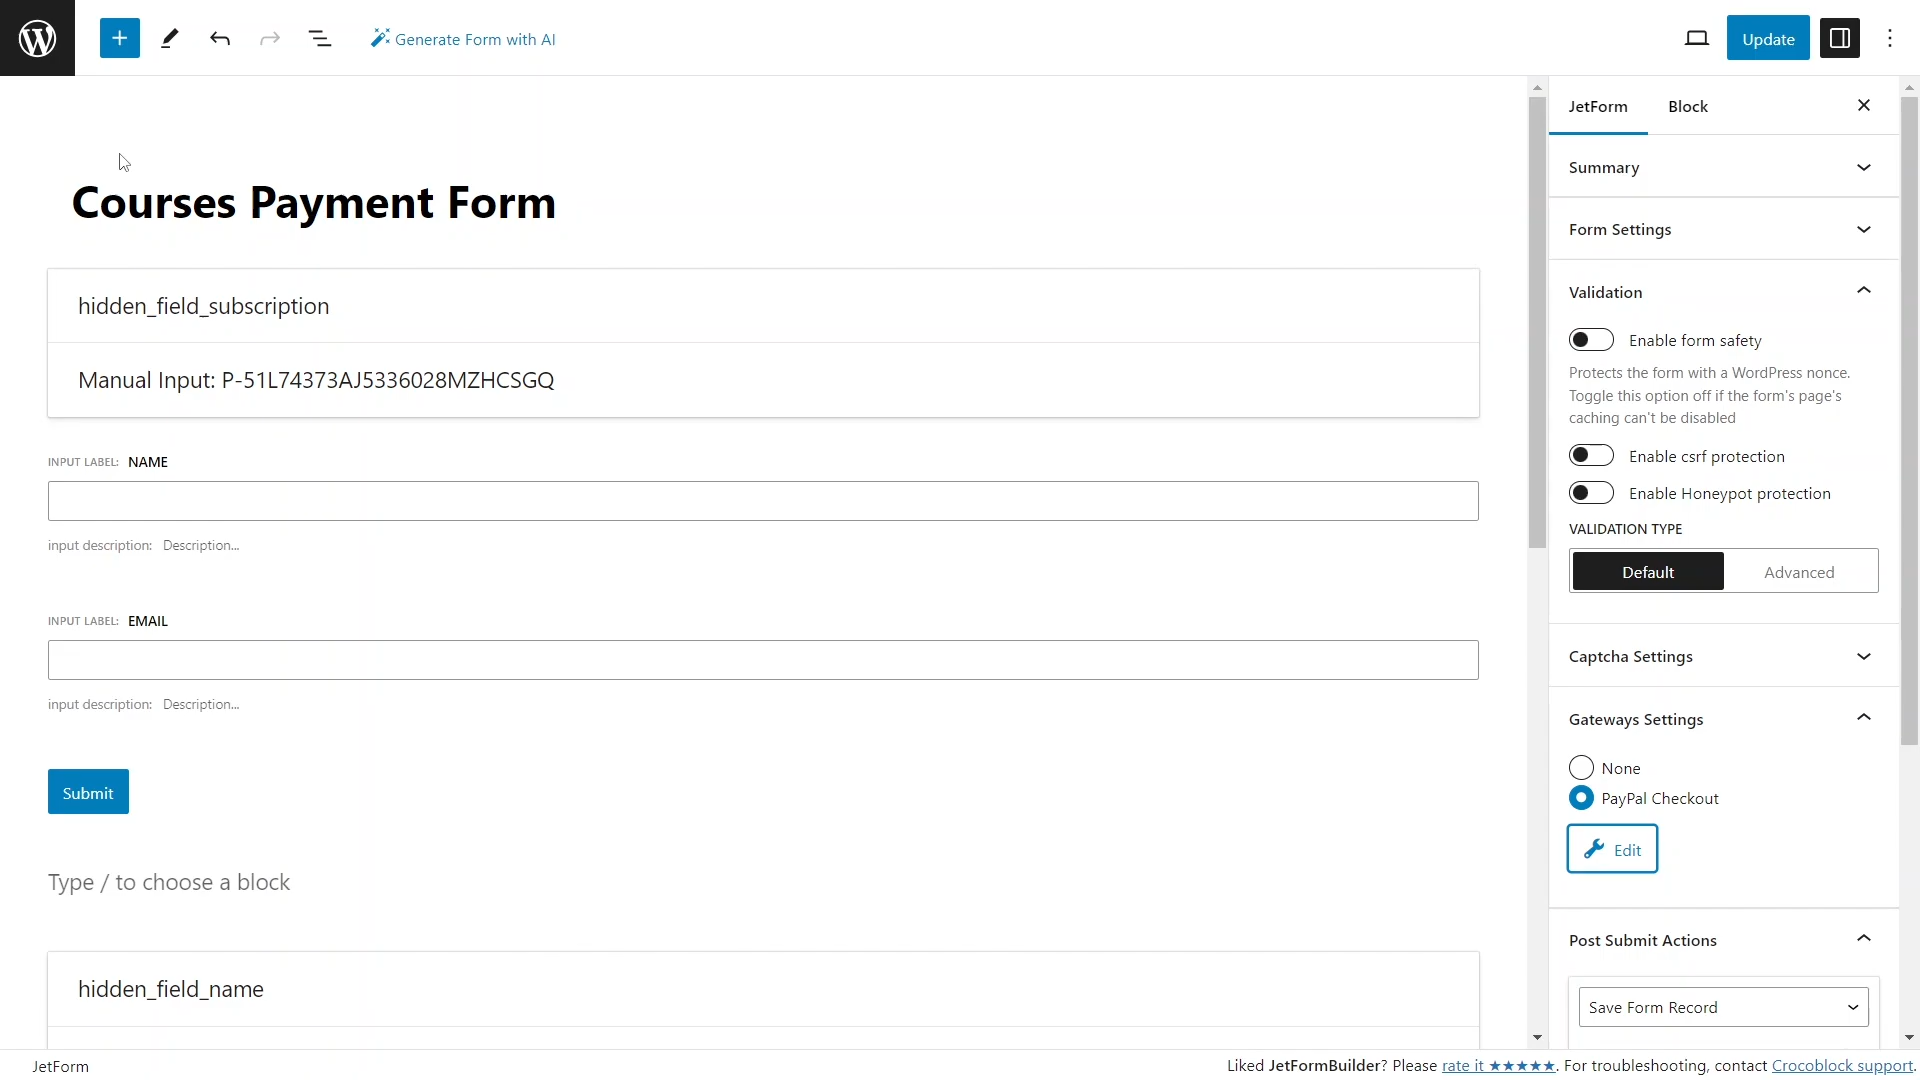 Generate Form with AI
Update
Courses Payment Form
hidden_field_subscription
Manual Input: P-51L74373AJ5336028MZHCSGQ
INPUT LABEL: NAME
input description: Description...
INPUT LABEL: EMAIL
input description: Description...
Submit
Type / to choose a block
hidden_field_name
JetForm
Block
Summary
Form Settings
Validation
Enable form safety
Protects the form with a WordPress nonce.
Toggle this option off if the form's page's
caching can't be disabled
Enable csrf protection
Enable Honeypot protection
VALIDATION TYPE
Default
Advanced
Captcha Settings
Gateways Settings
None
PayPal Checkout
Edit
Post Submit Actions
Save Form Record
JetForm
Liked JetFormBuilder? Please rate it ★★★★★. For troubleshooting, contact Crocoblock support.